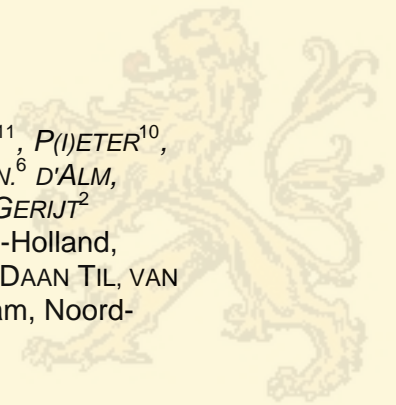 ¹¹, P(I)ETER¹⁰,
N.⁶ D'ALM,
GERIJT²
-Holland,
DAAN TIL, VAN
am, Noord-